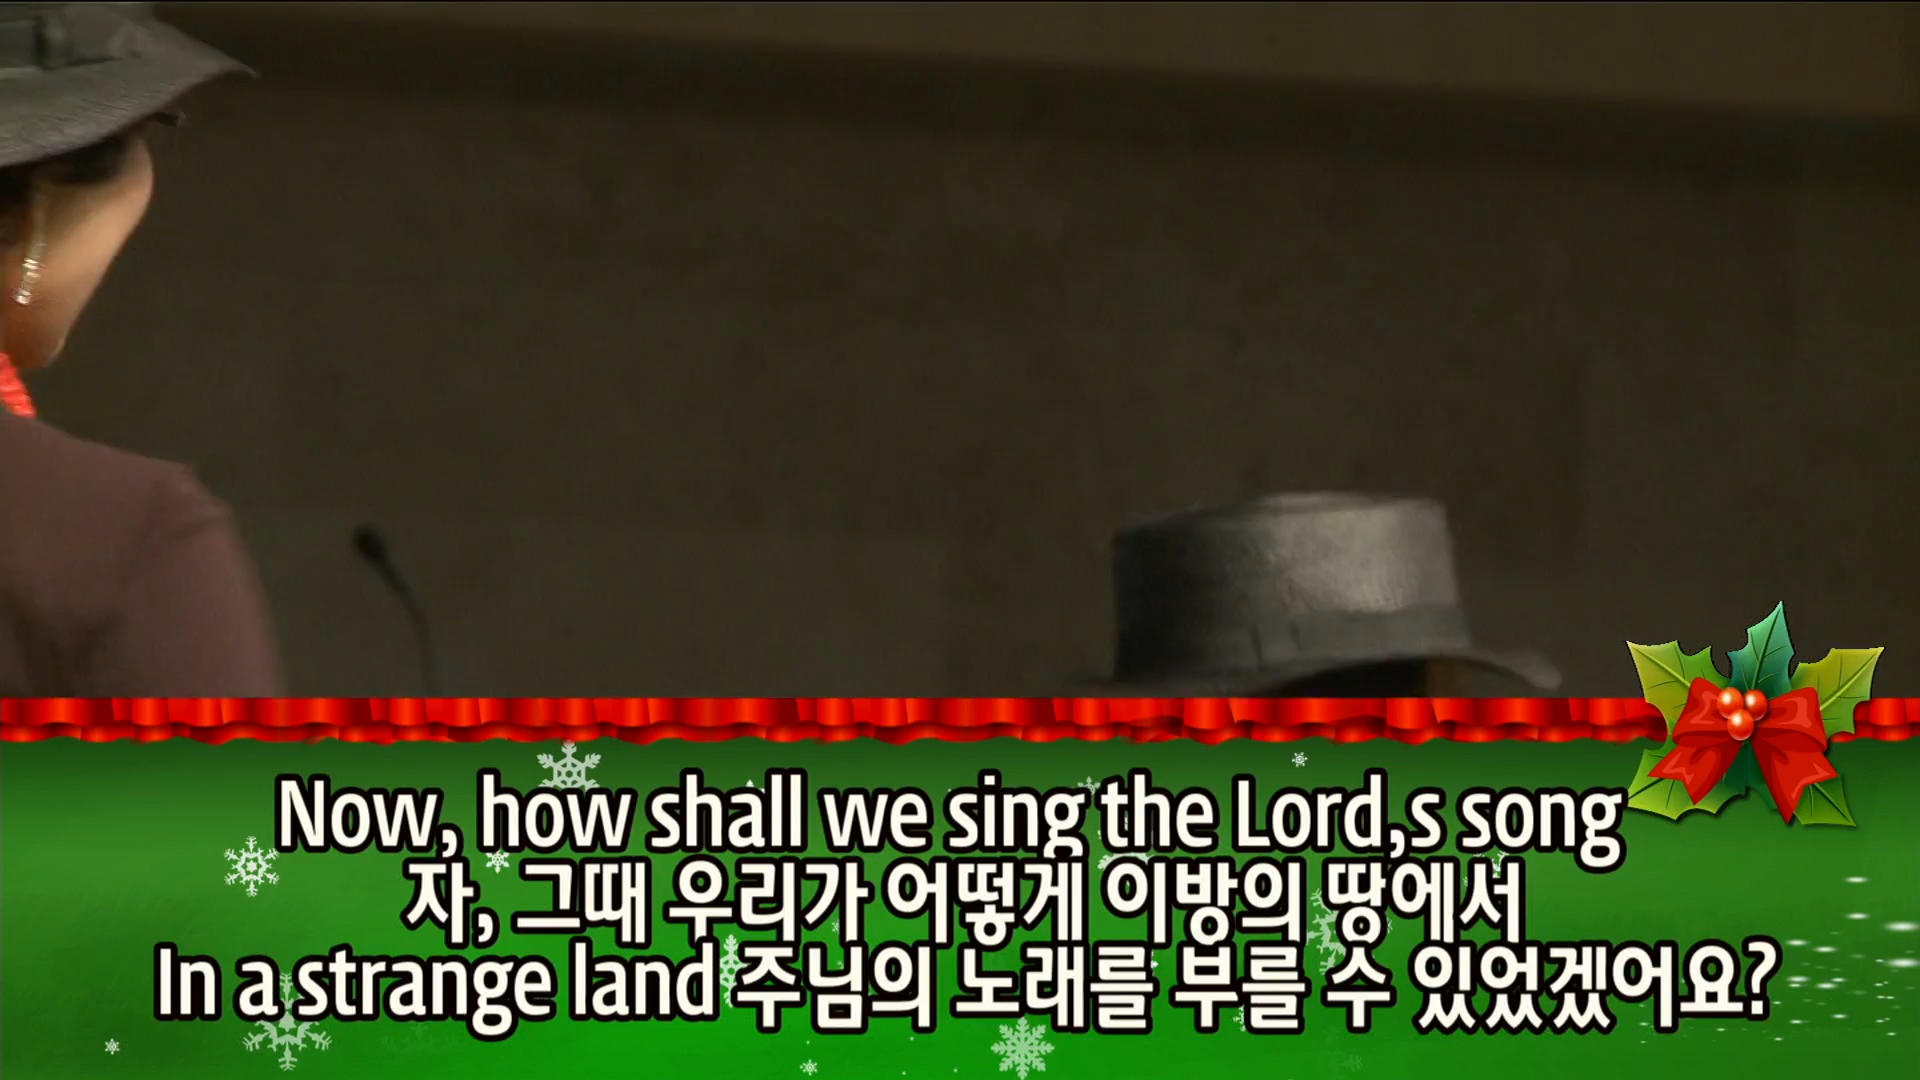 Now, how shall we sing the Lord,s song
자, 그때 우리가 어떻게 이방의 땅에서
In a strange land 주님의 노래를 부를 수 있었겠어요?